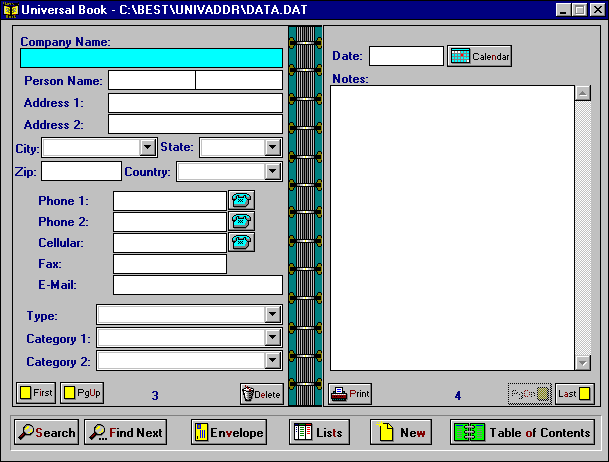 Universal Book - C:\BEST\UNIVADDR\DATA.DAT
Company Name:
Person Name:
Address 1:
Address 2:
City:
State:
Zip:
Country:
Phone 1:
Phone 2:
Cellular:
Fax:
E-Mail:
Type:
Category 1:
Category 2:
First
PgUp
3
Delete
Date:
Calendar
Notes:
Print
4
PgDn
Last
Search
Find Next
Envelope
Lists
New
Table of Contents